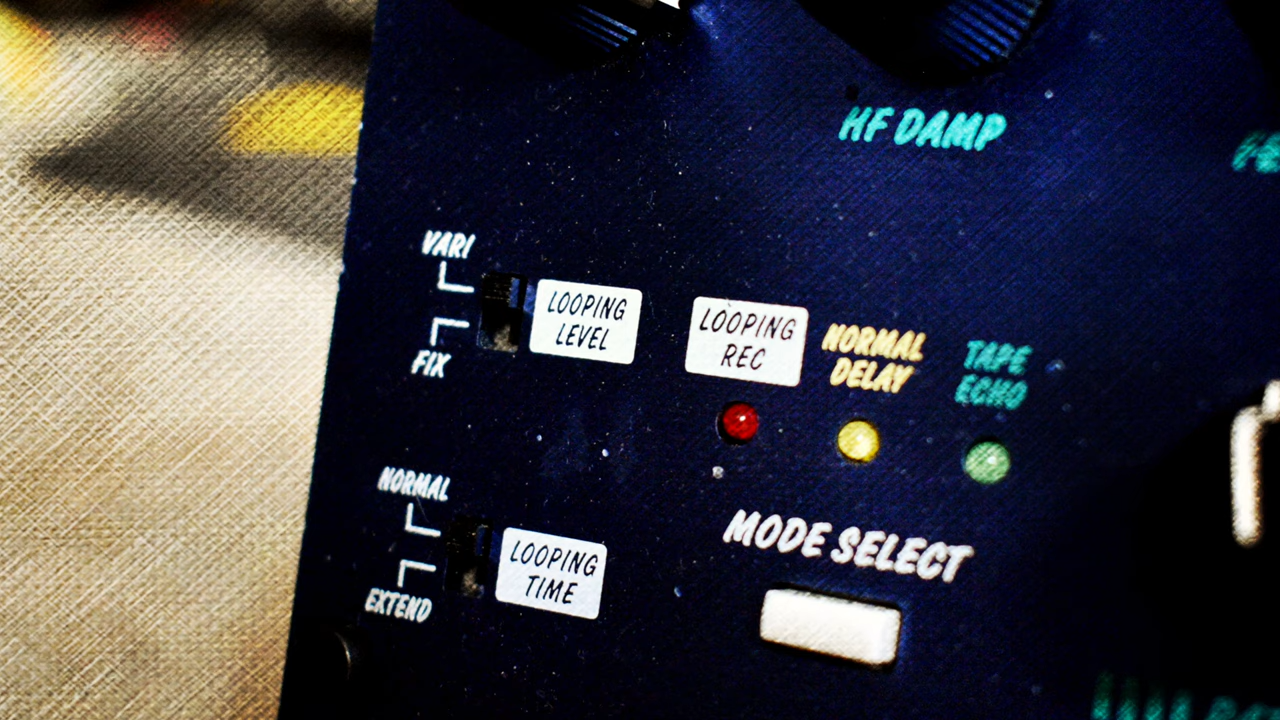 HF DAMP
VARI
FIX
LOOPING
LEVEL
LOOPING
REC
NORMAL
DELAY
TAPE
ECHO
NORMAL
EXTEND
LOOPING
TIME
MODE SELECT